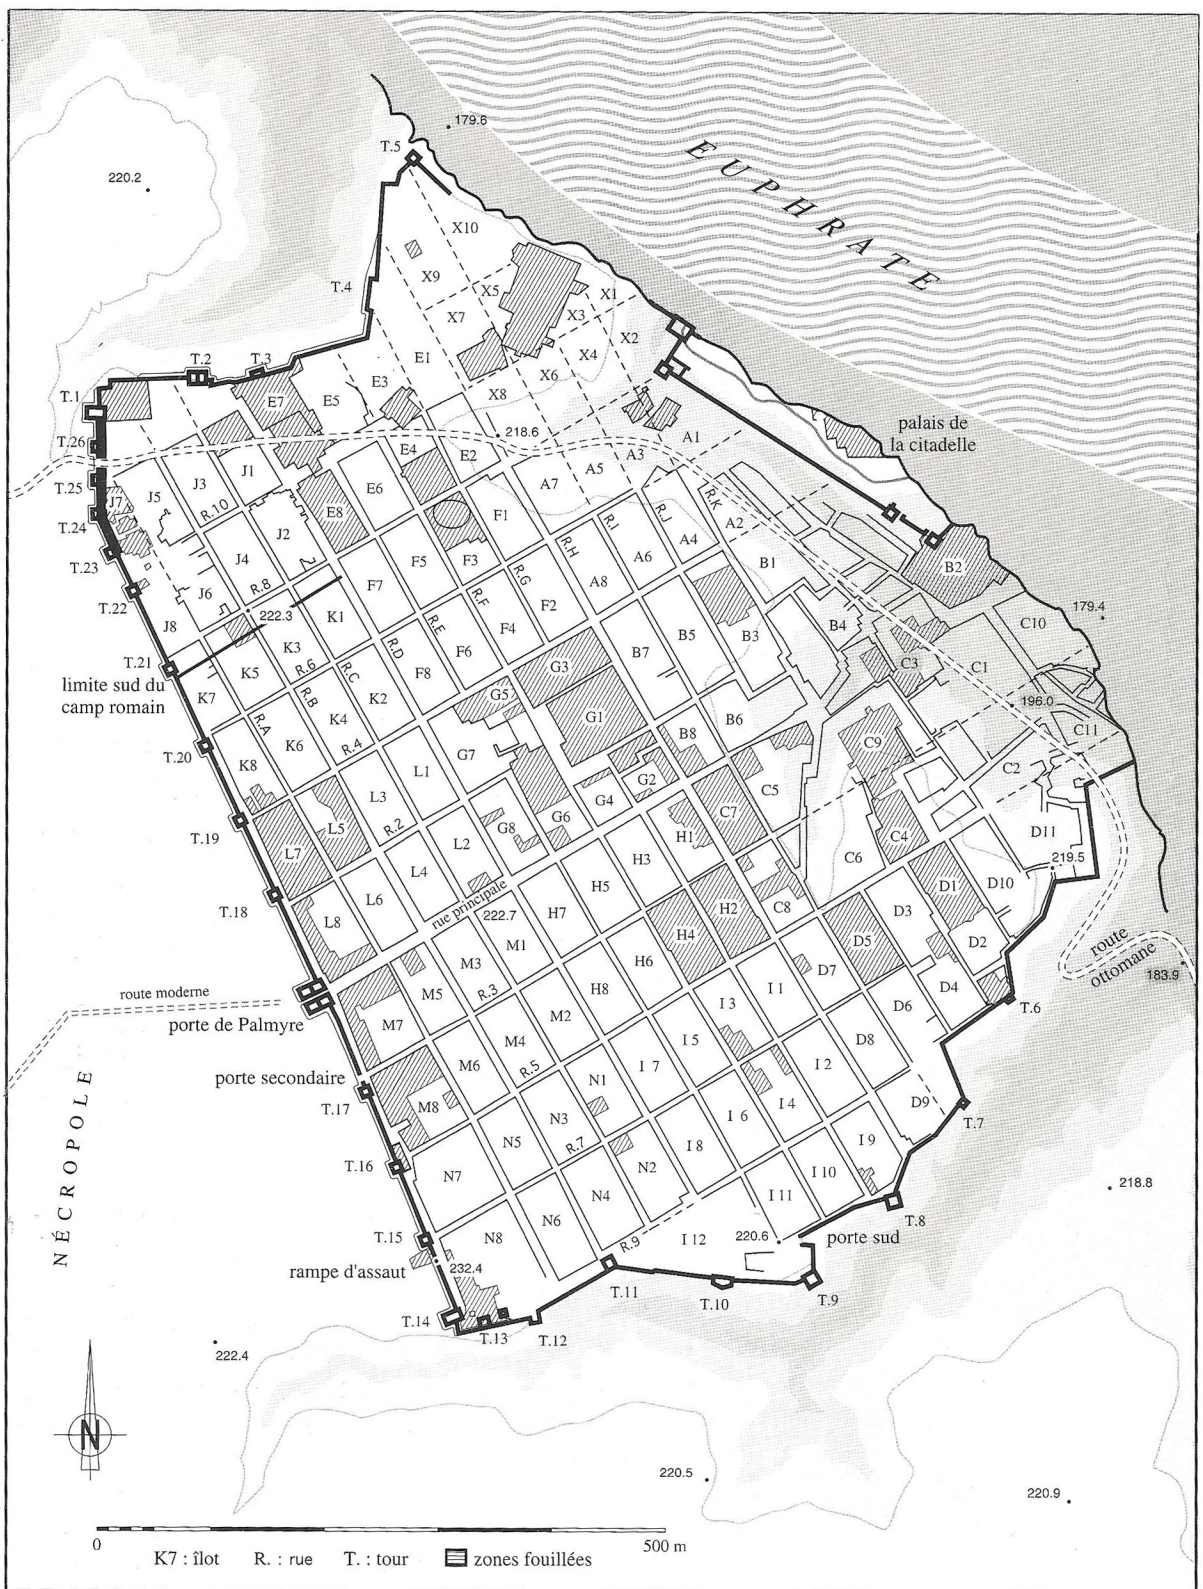 179.6
T.5
EUPHRATE
220.2
X10
X9
X5
X1
T.4
X7
X3
X2
X4
E1
X6
T.2
T.3
E3
X8
T.1
E7
E5
palais de
la citadelle
218.6
A1
T.26
E4
E2
A3
J1
A5
J3
A7
T.25
J5
E6
R.K
J7
R.10
E8
F1
R.I
R.J
A2
T.24
J2
F3
R.H
A4
J4
F5
A6
B1
B2
T.23
F7
R.G
A8
R.8
T.22
J6
R.F
F2
179.4
222.3
K1
R.E
F4
B4
C10
J8
K3
R.D
F6
B5
B3
T.21
R.6
R.C
F8
G3
B7
C3
C1
limite sud du
camp romain
K5
K2
G5
K7
R.B
196.0
R.A
K4
G1
B6
C11
K6
R.4
G7
B8
C9
T.20
K8
L1
G2
C5
C2
L3
G4
C7
T.19
L5
R.2
G8
G6
H1
C4
D11
L7
L2
H3
C6
219.5
L4
H5
D1
D10
T.18
L6
rue principale
C8
L8
222.7
H7
H2
D3
M1
H4
D5
D2
M3
H6
route
ottomane
route moderne
M5
R.3
H8
D7
183.9
porte de Palmyre
I 1
D4
M7
M2
I 3
D6
T.6
M4
I 5
D8
porte secondaire
M6
R.5
N1
I 7
I 2
T.17
M8
N3
I 4
D9
T.7
I 6
R.7
T.16
N5
I 8
I 9
N7
N2
I 10
218.8
NÉCROPOLE
N4
I 11
T.15
N8
N6
R.9
I 12
220.6
porte sud
T.8
rampe d'assaut
232.4
T.11
T.14
T.13
T.12
T.10
T.9
222.4
N
220.5
220.9
0
500 m
K7 : îlot R. : rue T. : tour zones fouillées